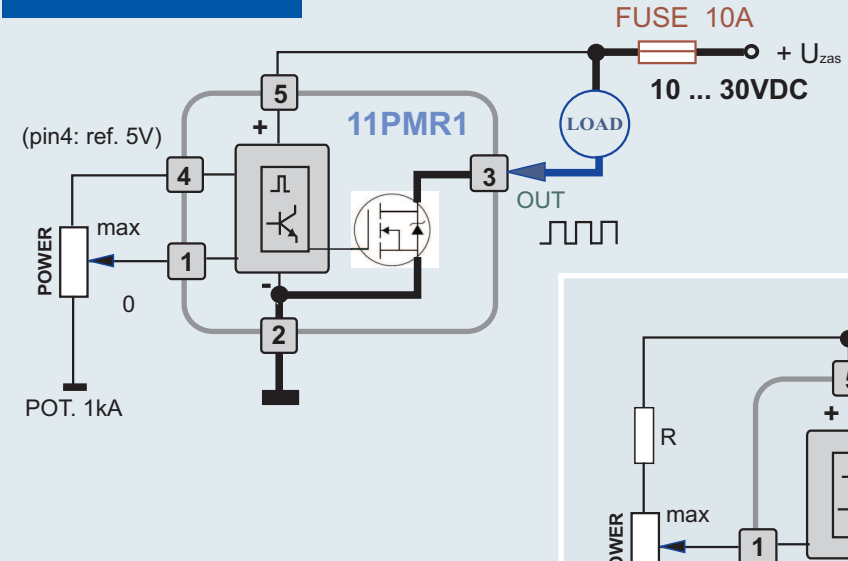 FUSE 10A
+ Uzas
10 ... 30VDC
5
+
11PMR1
LOAD
(pin4: ref. 5V)
4
3
OUT
max
POWER
1
0
-
2
POT. 1kA
5
+
R
max
1